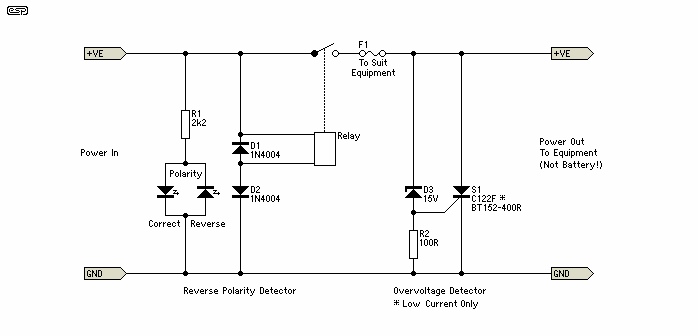 esp
+VE
F1
To Suit
Equipment
+VE
R1
2k2
Relay
D1
1N4004
Power In
Polarity
Power Out
To Equipment
(Not Battery!)
D2
1N4004
D3
15V
S1
C122F *
BT152-400R
Correct
Reverse
R2
100R
GND
GND
Reverse Polarity Detector
Overvoltage Detector
* Low Current Only